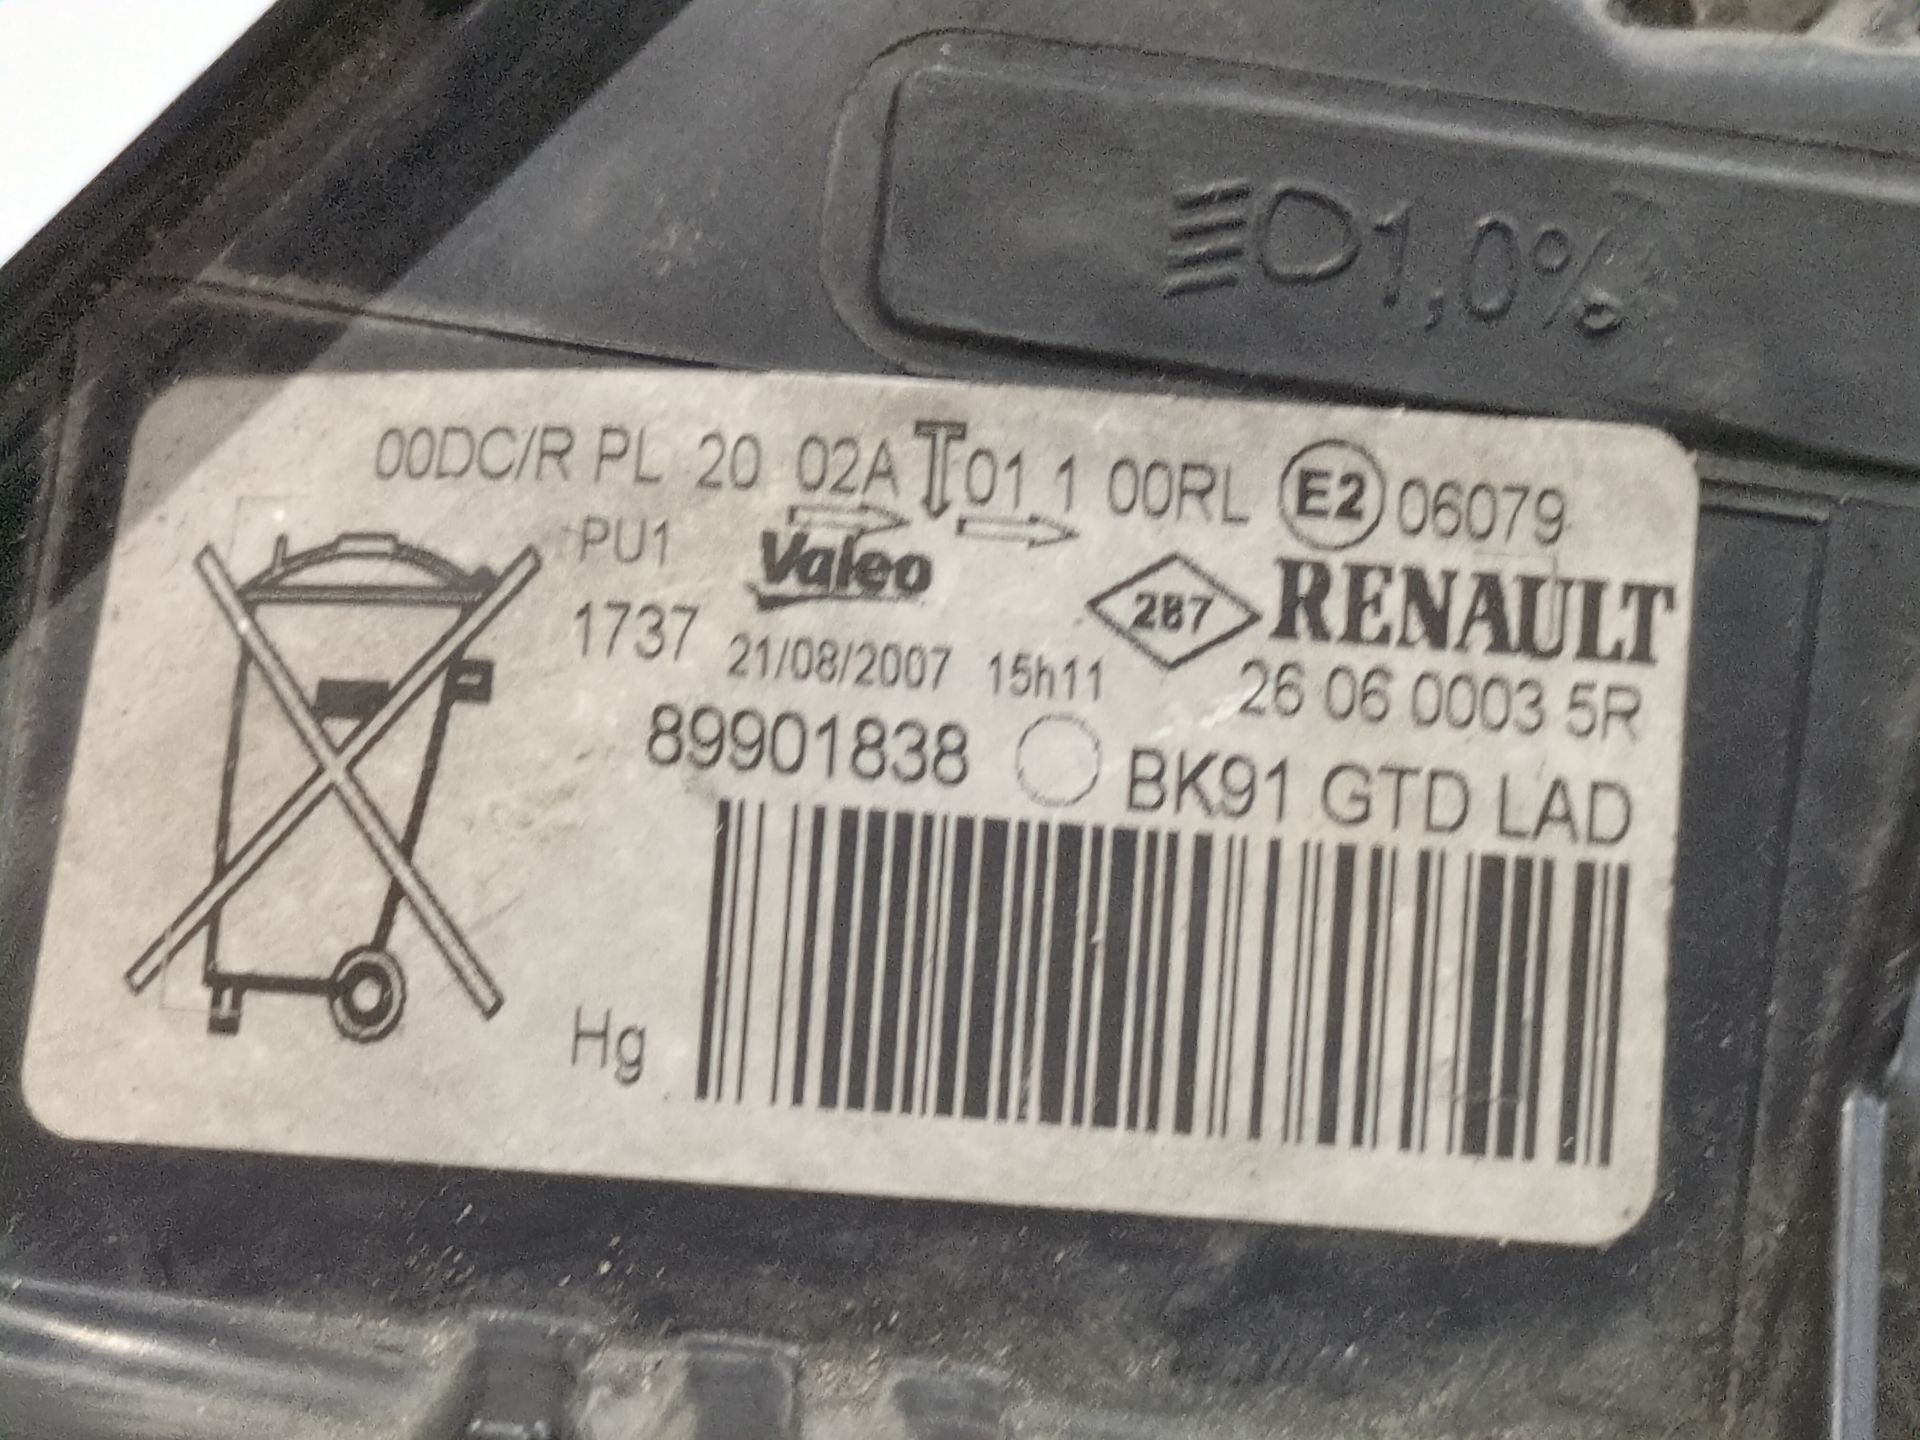 1,0%
00DC/R PL 20 02A 01 1 00RL E2 06079
PU1 Valeo 287 RENAULT
1737 21/08/2007 15h11 26 06 0003 5R
89901838 BK91 GTD LAD
Hg